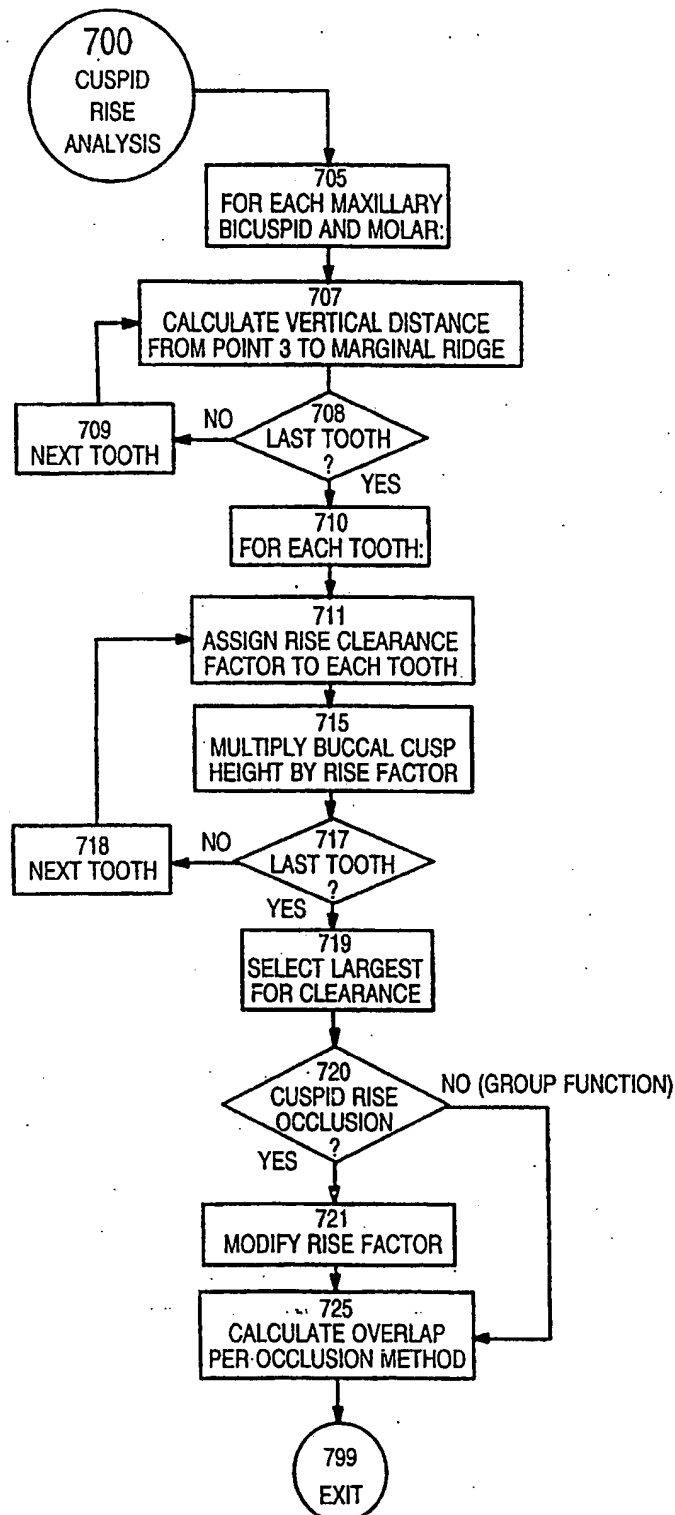 700
CUSPID
RISE
ANALYSIS
705
FOR EACH MAXILLARY
BICUSPID AND MOLAR:
707
CALCULATE VERTICAL DISTANCE
FROM POINT 3 TO MARGINAL RIDGE
708
LAST TOOTH
?
NO
709
NEXT TOOTH
YES
710
FOR EACH TOOTH:
711
ASSIGN RISE CLEARANCE
FACTOR TO EACH TOOTH
715
MULTIPLY BUCCAL CUSP
HEIGHT BY RISE FACTOR
717
LAST TOOTH
?
NO
718
NEXT TOOTH
YES
719
SELECT LARGEST
FOR CLEARANCE
720
CUSPID RISE
OCCLUSION
?
NO (GROUP FUNCTION)
YES
721
MODIFY RISE FACTOR
725
CALCULATE OVERLAP
PER OCCLUSION METHOD
799
EXIT